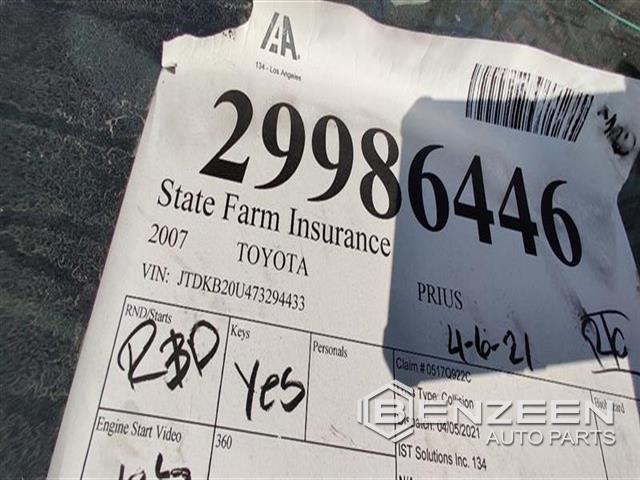 IAA
134 - Los Angeles
29986446
State Farm Insurance
2007 TOYOTA PRIUS
VIN: JTDKB20U473294433
4-6-21
RND/Starts
Keys
Personals
Claim # 0517Q922C
RBD
Yes
Type: Collision
04/05/2021
Engine Start Video
360
IST Solutions Inc. 134
BENZEEN
AUTO PARTS